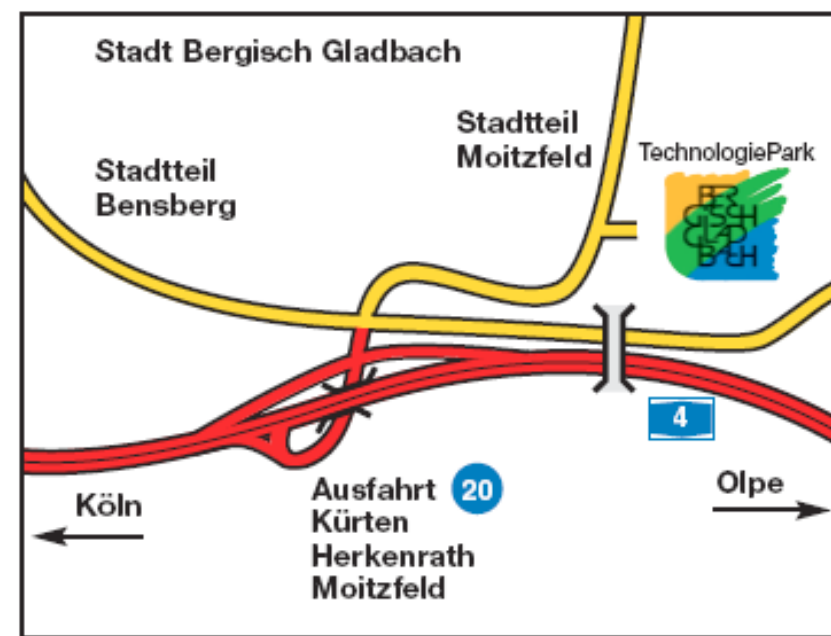 Stadt Bergisch Gladbach
Stadtteil
Moitzfeld
TechnologiePark
Stadtteil
Bensberg
BER
GISCH
GLAD
BACH
4
Köln
Ausfahrt 20
Kürten
Herkenrath
Moitzfeld
Olpe